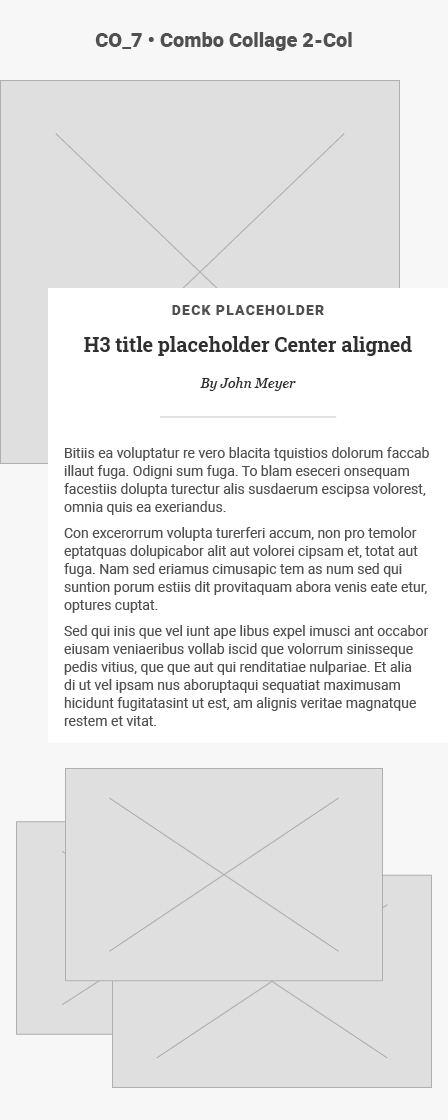 CO_7 • Combo Collage 2-Col
DECK PLACEHOLDER
H3 title placeholder Center aligned
By John Meyer
Bitiis ea voluptatur re vero blacita tquistios dolorum faccab
illaut fuga. Odigni sum fuga. To blam eseceri onsequam
facestiis dolupta turectur alis susdaerum escipsa volorest,
omnia quis ea exeriandus.
Con excerorrum volupta turerferi accum, non pro temolor
eptatquas dolupicabor alit aut volorei cipsam et, totat aut
fuga. Nam sed eriamus cimusapic tem as num sed qui
suntion porum estiis dit provitaquam abora venis eate etur,
optures cuptat.
Sed qui inis que vel iunt ape libus expel imusci ant occabor
eiusam veniaeribus vollab iscid que volorrum sinisseque
pedis vitius, que que aut qui renditatiae nulpariae. Et alia
di ut vel ipsam nus aboruptaqui sequatiat maximusam
hicidunt fugitatasint ut est, am alignis veritae magnatque
restem et vitat.